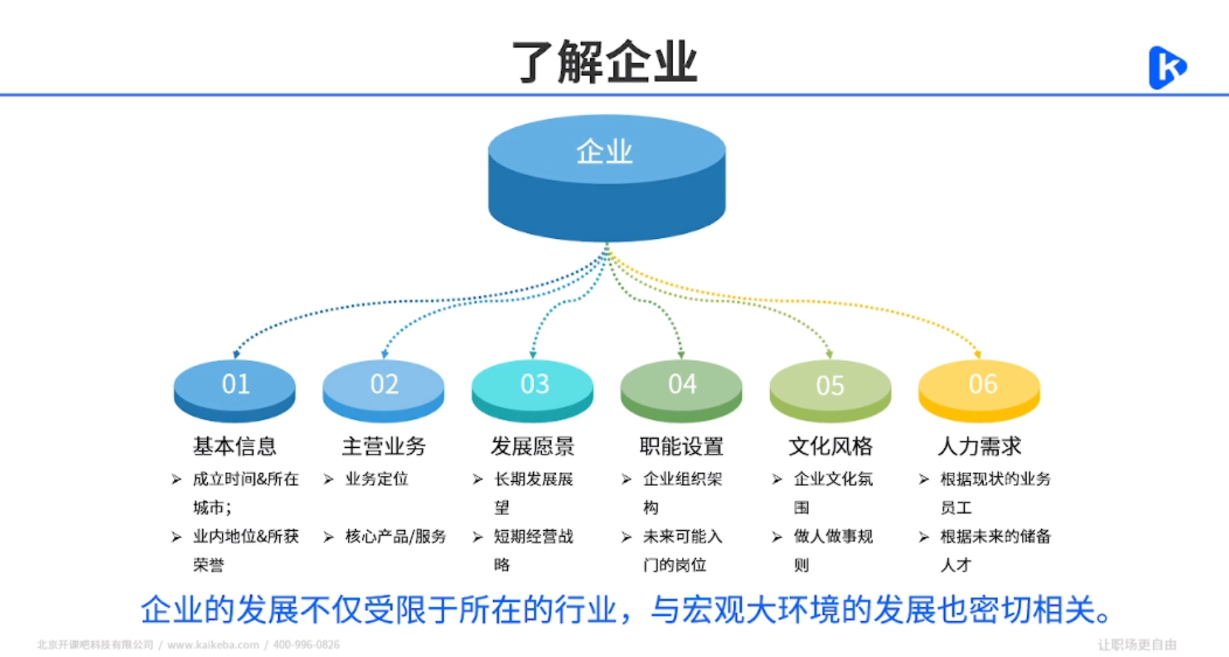 了解企业
k
企业
01
02
03
04
05
06
基本信息
主营业务
发展愿景
职能设置
文化风格
人力需求
成立时间&所在
城市；
业内地位&所获
荣誉
业务定位
核心产品/服务
长期发展展
望
短期经营战
略
企业组织架
构
未来可能入
门的岗位
企业文化氛
围
做人做事规
则
根据现状的业务
员工
根据未来的储备
人才
企业的发展不仅受限于所在的行业，与宏观大环境的发展也密切相关。
北京开课吧科技有限公司 / www.kaikeba.com / 400-996-0826
让职场更自由